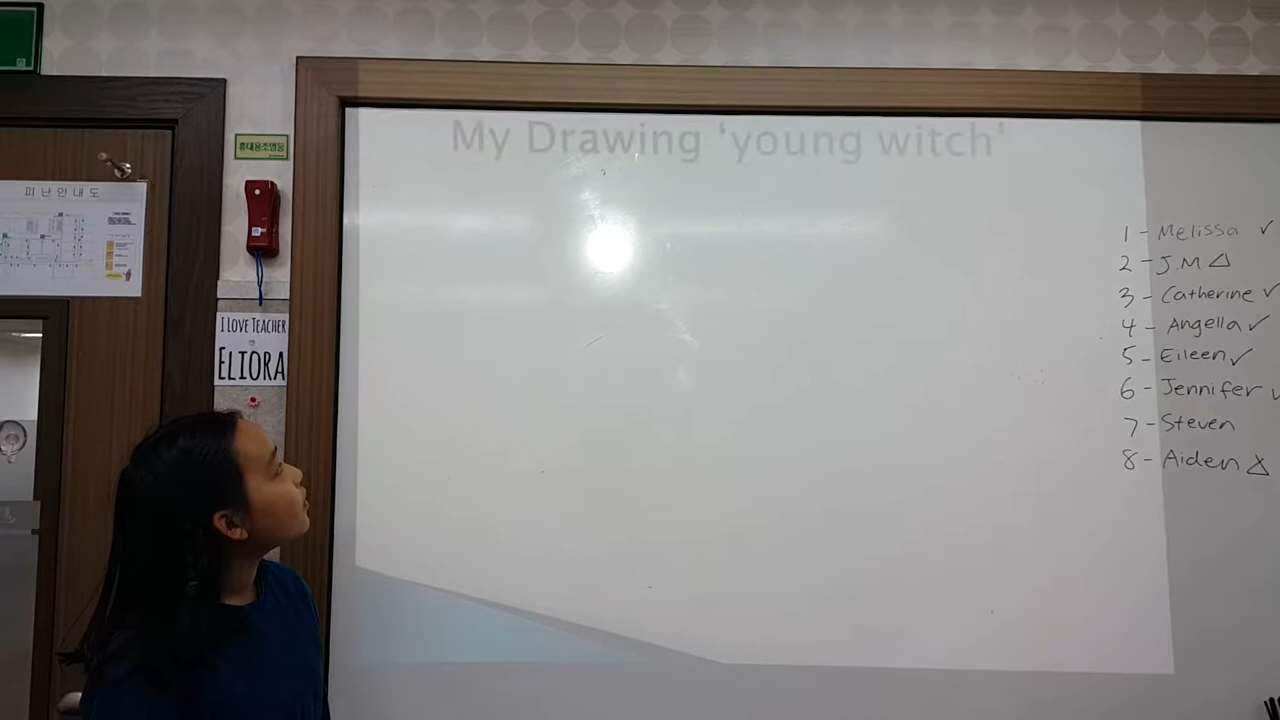 My Drawing 'young witch'
휴대용조명등
피난안내도
I LOVE TEACHER
ELIORA
1 - Melissa ✓
2 - J.M △
3 - Catherine ✓
4 - Angella ✓
5 - Eileen ✓
6 - Jennifer ✓
7 - Steven
8 - Aiden △